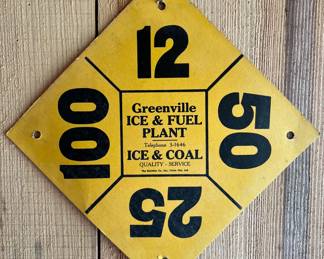 12
Greenville
ICE & FUEL
PLANT
Telephone 3-1646
ICE & COAL
QUALITY - SERVICE
100
50
25